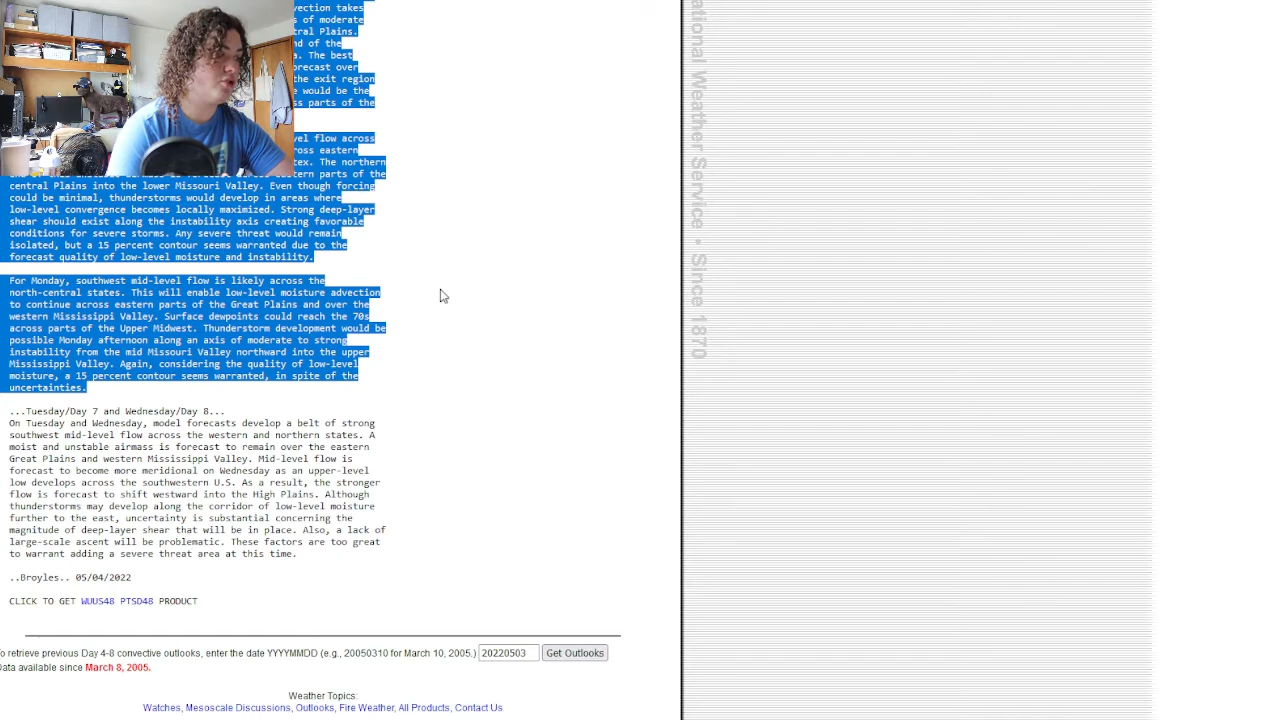 vection takes
s of moderate
tral Plains.
nd of the
a. The best
orecast over
the exit region
e would be the
ss parts of the
vel flow across
ross eastern
tex. The northern
tern parts of the
central Plains into the lower Missouri Valley. Even though forcing
could be minimal, thunderstorms would develop in areas where
low-level convergence becomes locally maximized. Strong deep-layer
shear should exist along the instability axis creating favorable
conditions for severe storms. Any severe threat would remain
isolated, but a 15 percent contour seems warranted due to the
forecast quality of low-level moisture and instability.
For Monday, southwest mid-level flow is likely across the
north-central states. This will enable low-level moisture advection
to continue across eastern parts of the Great Plains and over the
western Mississippi Valley. Surface dewpoints could reach the 70s
across parts of the Upper Midwest. Thunderstorm development would be
possible Monday afternoon along an axis of moderate to strong
instability from the mid Missouri Valley northward into the upper
Mississippi Valley. Again, considering the quality of low-level
moisture, a 15 percent contour seems warranted, in spite of the
uncertainties.
...Tuesday/Day 7 and Wednesday/Day 8...
On Tuesday and Wednesday, model forecasts develop a belt of strong
southwest mid-level flow across the western and northern states. A
moist and unstable airmass is forecast to remain over the eastern
Great Plains and western Mississippi Valley. Mid-level flow is
forecast to become more meridional on Wednesday as an upper-level
low develops across the southwestern U.S. As a result, the stronger
flow is forecast to shift westward into the High Plains. Although
thunderstorms may develop along the corridor of low-level moisture
further to the east, uncertainty is substantial concerning the
magnitude of deep-layer shear that will be in place. Also, a lack of
large-scale ascent will be problematic. These factors are too great
to warrant adding a severe threat area at this time.
..Broyles.. 05/04/2022
CLICK TO GET WUUS48 PTSD48 PRODUCT
o retrieve previous Day 4-8 convective outlooks, enter the date YYYYMMDD (e.g., 20050310 for March 10, 2005.) 20220503 Get Outlooks
Data available since March 8, 2005.
Weather Topics:
Watches, Mesoscale Discussions, Outlooks, Fire Weather, All Products, Contact Us
ational Weather Service • Since 1870